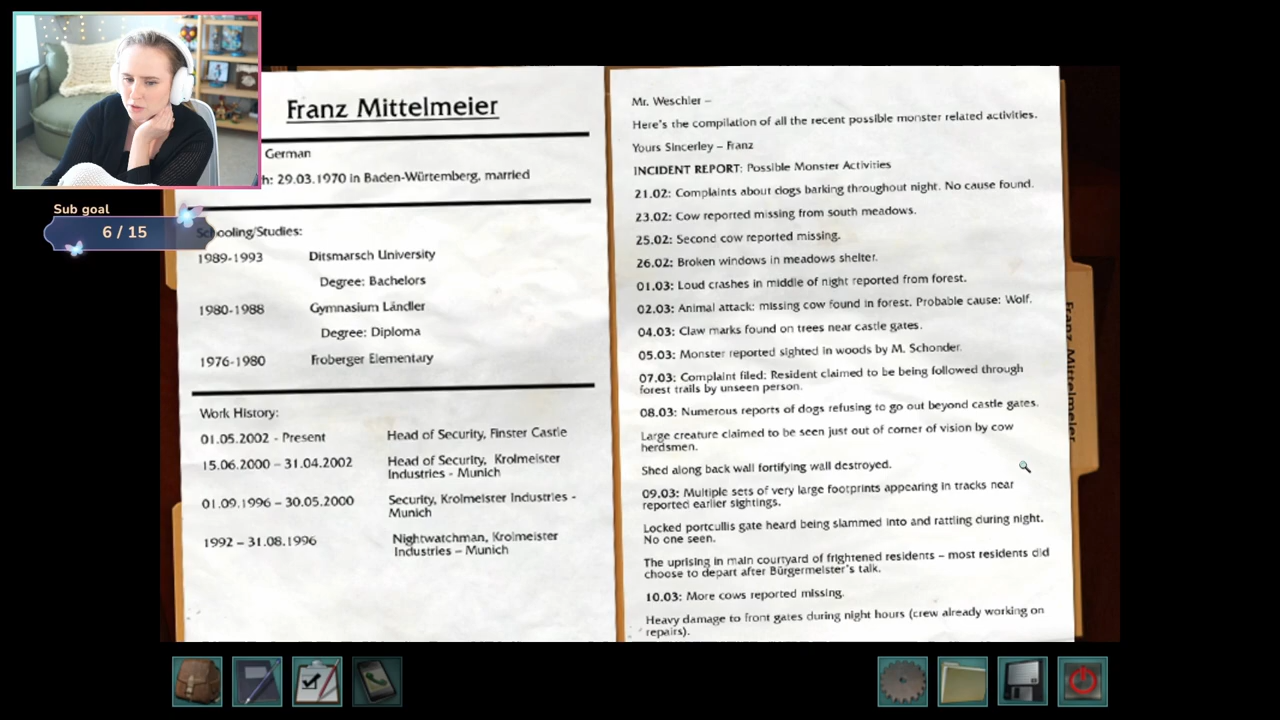 Franz Mittelmeier
German
h: 29.03.1970 in Baden-Würtemberg, married
Schooling/Studies:
1989-1993 Ditsmarsch University
Degree: Bachelors
1980-1988 Gymnasium Ländler
Degree: Diploma
1976-1980 Froberger Elementary
Work History:
01.05.2002 - Present Head of Security, Finster Castle
15.06.2000 – 31.04.2002 Head of Security, Krolmeister
Industries - Munich
01.09.1996 – 30.05.2000 Security, Krolmeister Industries -
Munich
1992 – 31.08.1996 Nightwatchman, Krolmeister
Industries – Munich
Mr. Weschler –
Here's the compilation of all the recent possible monster related activities.
Yours Sincerley – Franz
INCIDENT REPORT: Possible Monster Activities
21.02: Complaints about dogs barking throughout night. No cause found.
23.02: Cow reported missing from south meadows.
25.02: Second cow reported missing.
26.02: Broken windows in meadows shelter.
01.03: Loud crashes in middle of night reported from forest.
02.03: Animal attack: missing cow found in forest. Probable cause: Wolf.
04.03: Claw marks found on trees near castle gates.
05.03: Monster reported sighted in woods by M. Schonder.
07.03: Complaint filed: Resident claimed to be being followed through
forest trails by unseen person.
08.03: Numerous reports of dogs refusing to go out beyond castle gates.
Large creature claimed to be seen just out of corner of vision by cow
herdsmen.
Shed along back wall fortifying wall destroyed.
09.03: Multiple sets of very large footprints appearing in tracks near
reported earlier sightings.
Locked portcullis gate heard being slammed into and rattling during night.
No one seen.
The uprising in main courtyard of frightened residents – most residents did
choose to depart after Bürgermeister's talk.
10.03: More cows reported missing.
Heavy damage to front gates during night hours (crew already working on
repairs).
Franz Mittelmeier
Sub goal
6 / 15